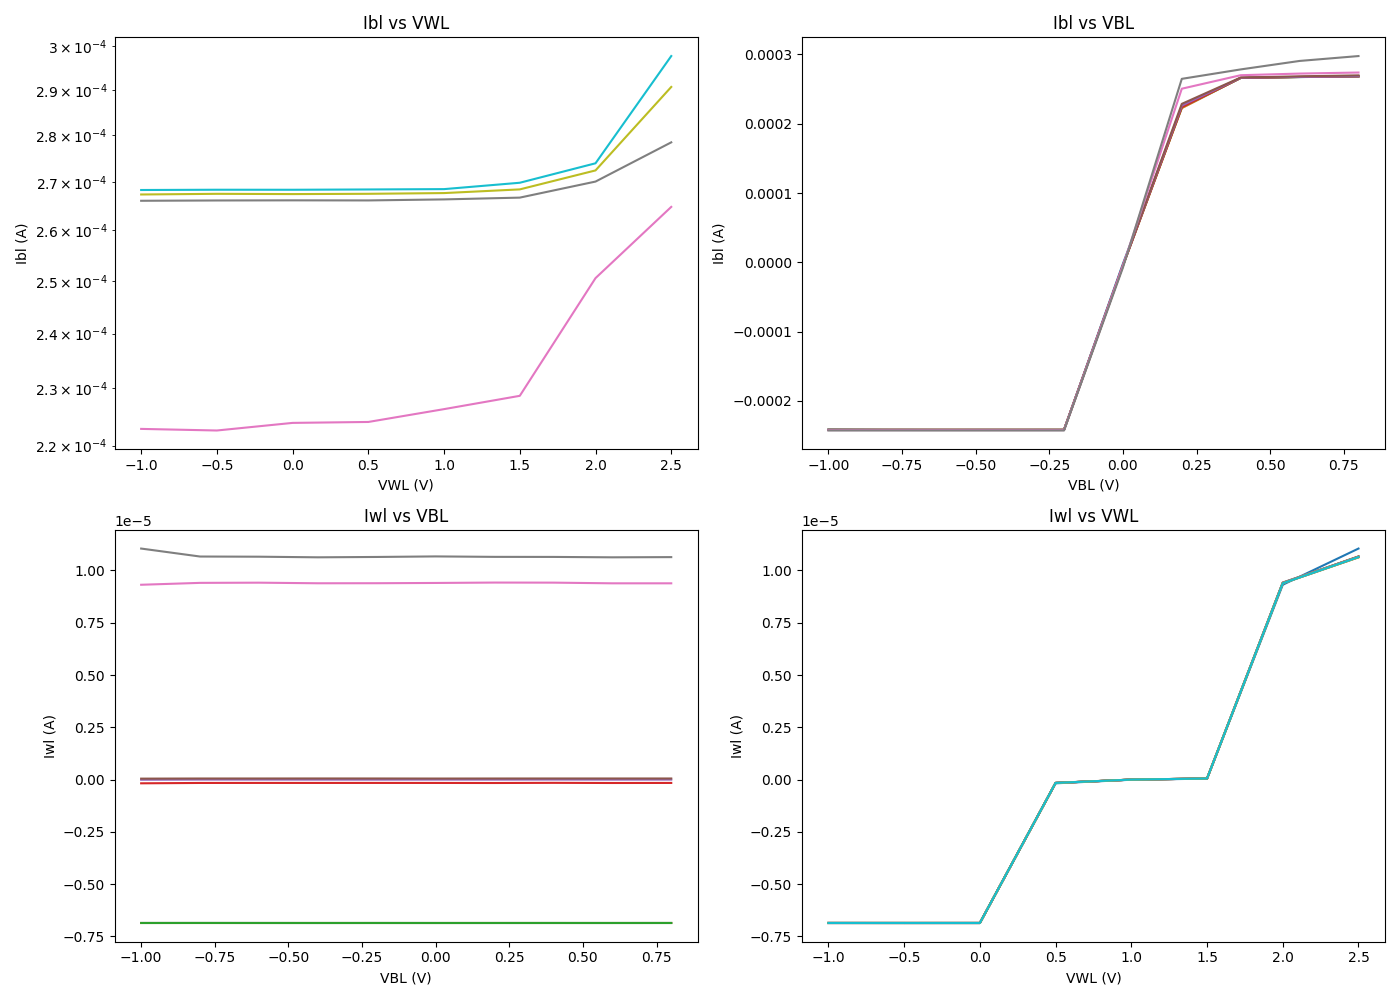 Ibl vs VWL
3 × 10⁻⁴
2.9 × 10⁻⁴
2.8 × 10⁻⁴
2.7 × 10⁻⁴
2.6 × 10⁻⁴
2.5 × 10⁻⁴
2.4 × 10⁻⁴
2.3 × 10⁻⁴
2.2 × 10⁻⁴
Ibl (A)
−1.0 −0.5 0.0 0.5 1.0 1.5 2.0 2.5
VWL (V)
Ibl vs VBL
0.0003
0.0002
0.0001
0.0000
−0.0001
−0.0002
Ibl (A)
−1.00 −0.75 −0.50 −0.25 0.00 0.25 0.50 0.75
VBL (V)
Iwl vs VBL
1e−5
1.00
0.75
0.50
0.25
0.00
−0.25
−0.50
−0.75
Iwl (A)
−1.00 −0.75 −0.50 −0.25 0.00 0.25 0.50 0.75
VBL (V)
Iwl vs VWL
1e−5
1.00
0.75
0.50
0.25
0.00
−0.25
−0.50
−0.75
Iwl (A)
−1.0 −0.5 0.0 0.5 1.0 1.5 2.0 2.5
VWL (V)